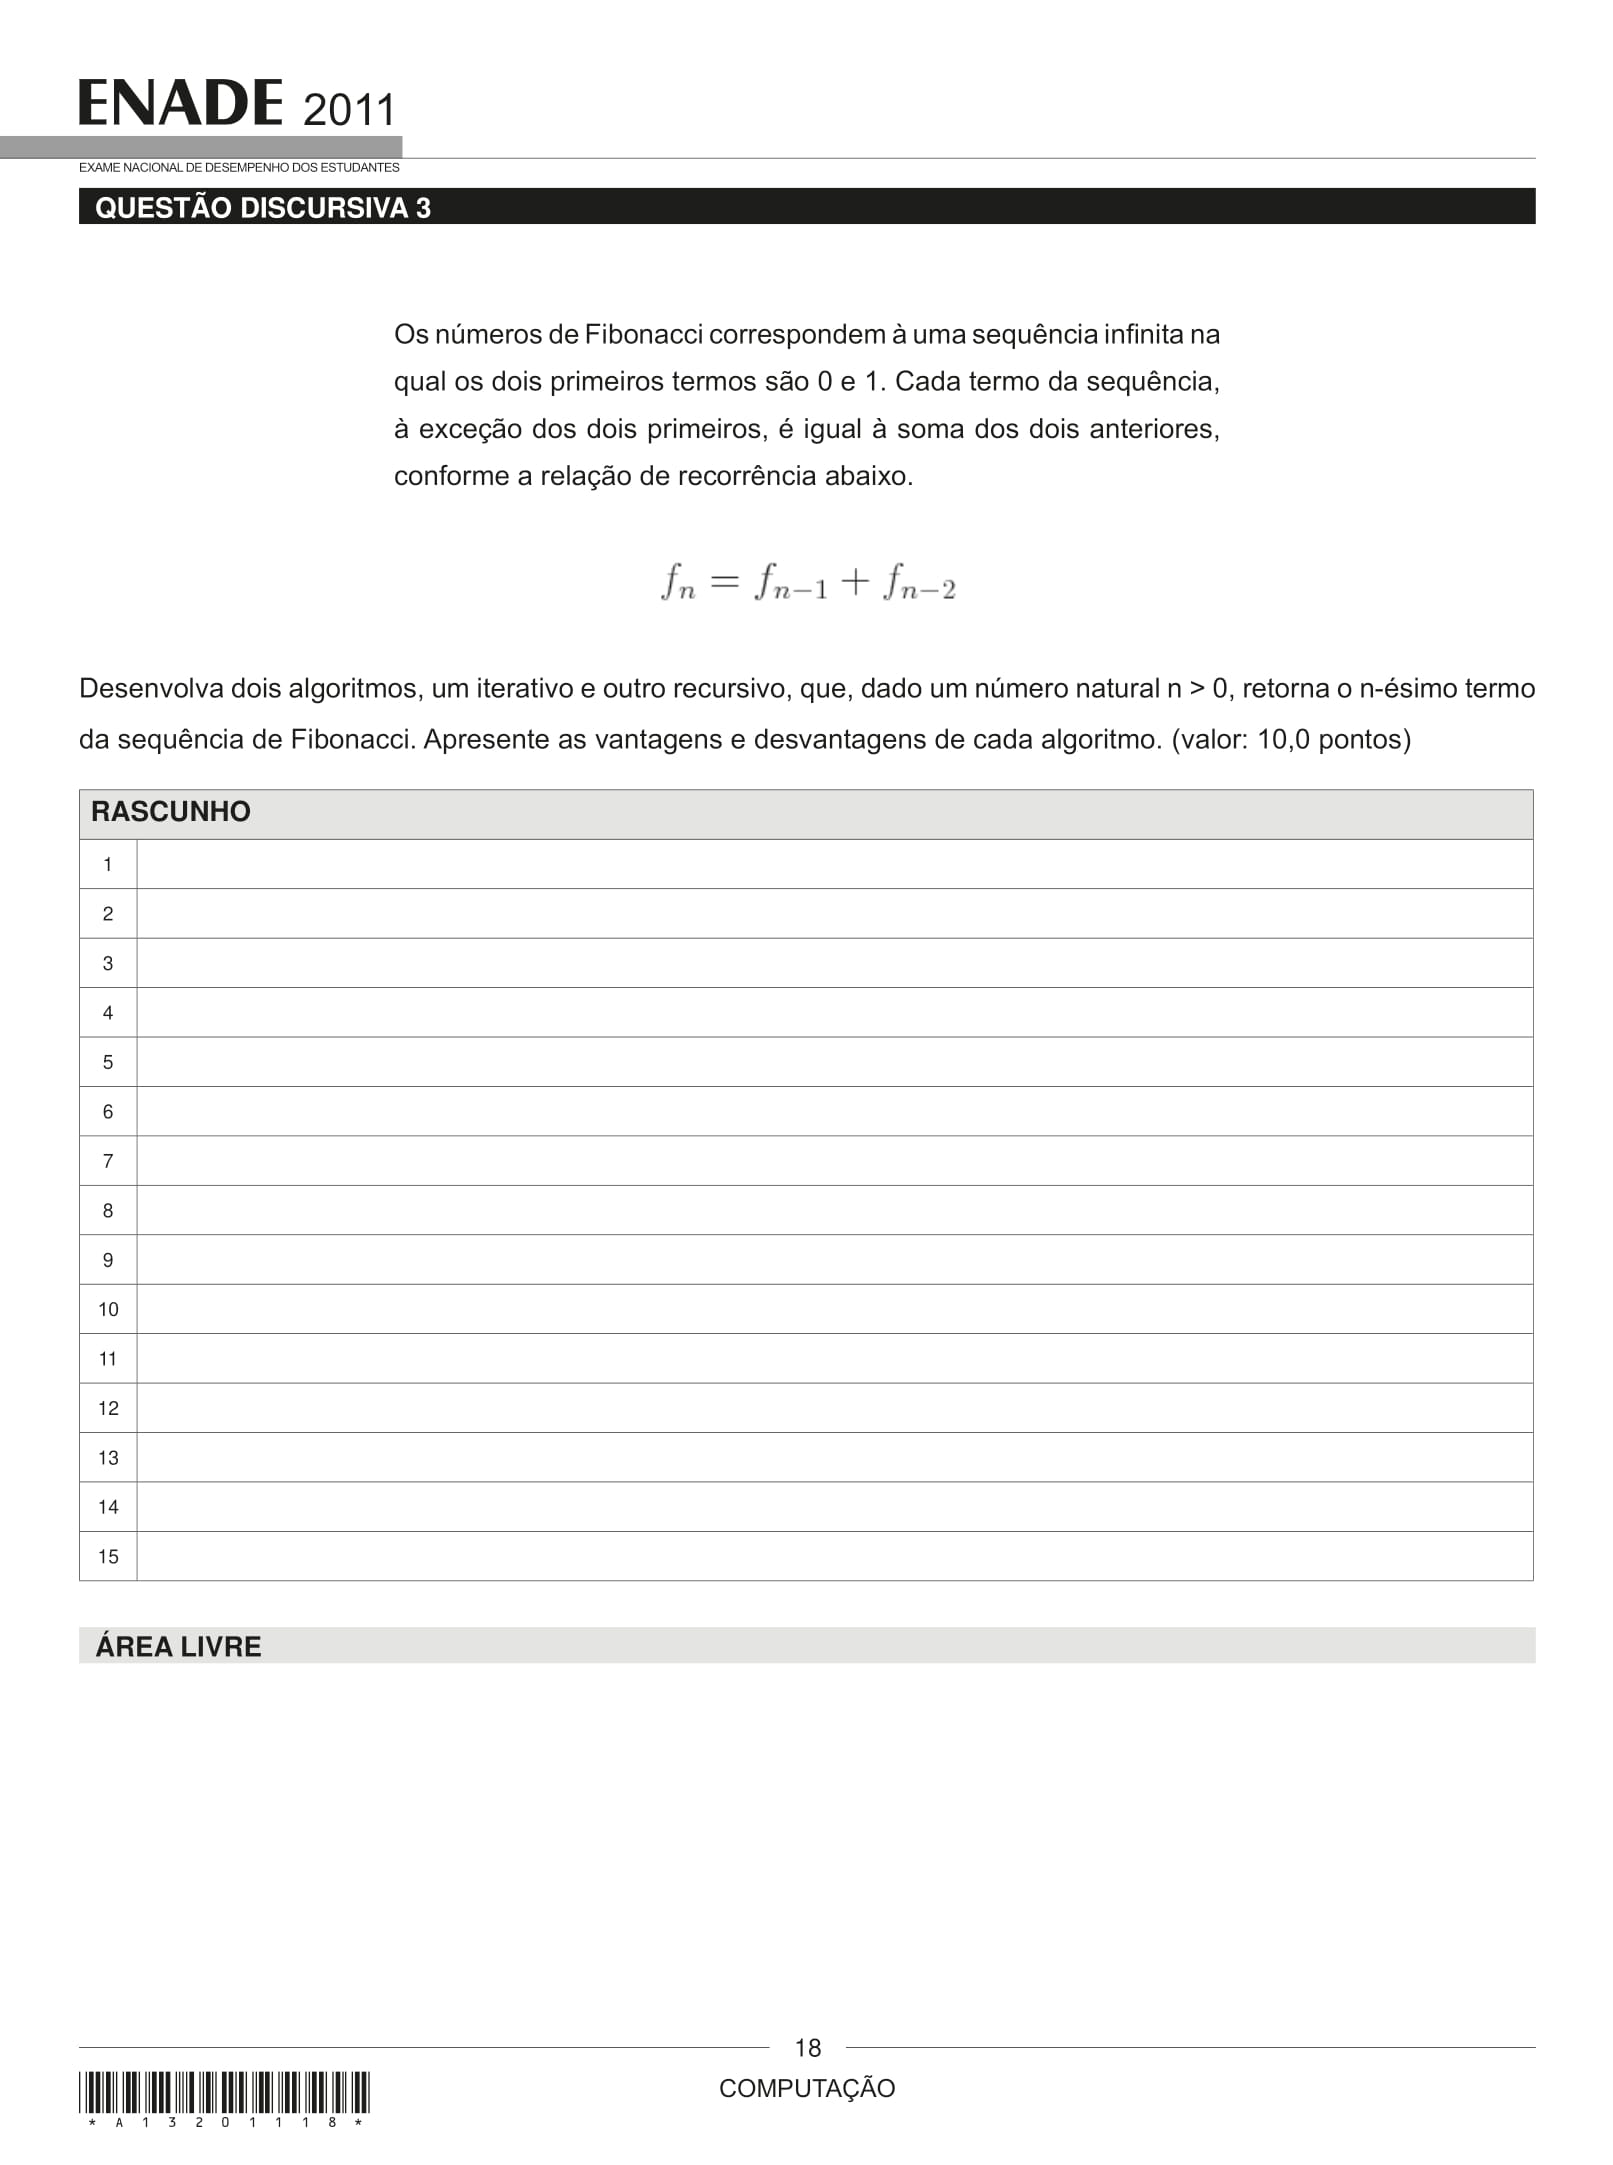 ENADE 2011
EXAME NACIONAL DE DESEMPENHO DOS ESTUDANTES
QUESTÃO DISCURSIVA 3
Os números de Fibonacci correspondem à uma sequência infinita na
qual os dois primeiros termos são 0 e 1. Cada termo da sequência,
à exceção dos dois primeiros, é igual à soma dos dois anteriores,
conforme a relação de recorrência abaixo.
fₙ = fₙ₋₁ + fₙ₋₂
Desenvolva dois algoritmos, um iterativo e outro recursivo, que, dado um número natural n > 0, retorna o n-ésimo termo
da sequência de Fibonacci. Apresente as vantagens e desvantagens de cada algoritmo. (valor: 10,0 pontos)
RASCUNHO
1
2
3
4
5
6
7
8
9
10
11
12
13
14
15
ÁREA LIVRE
18
COMPUTAÇÃO
* A 1 3 2 0 1 1 1 8 *